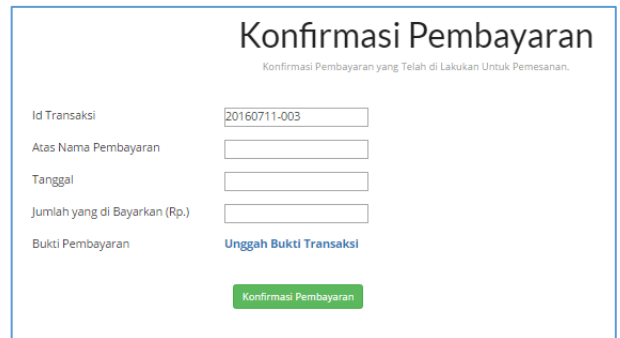 Konfirmasi Pembayaran
Konfirmasi Pembayaran yang Telah di Lakukan Untuk Pemesanan.
Id Transaksi 20160711-003
Atas Nama Pembayaran
Tanggal
Jumlah yang di Bayarkan (Rp.)
Bukti Pembayaran Unggah Bukti Transaksi
Konfirmasi Pembayaran